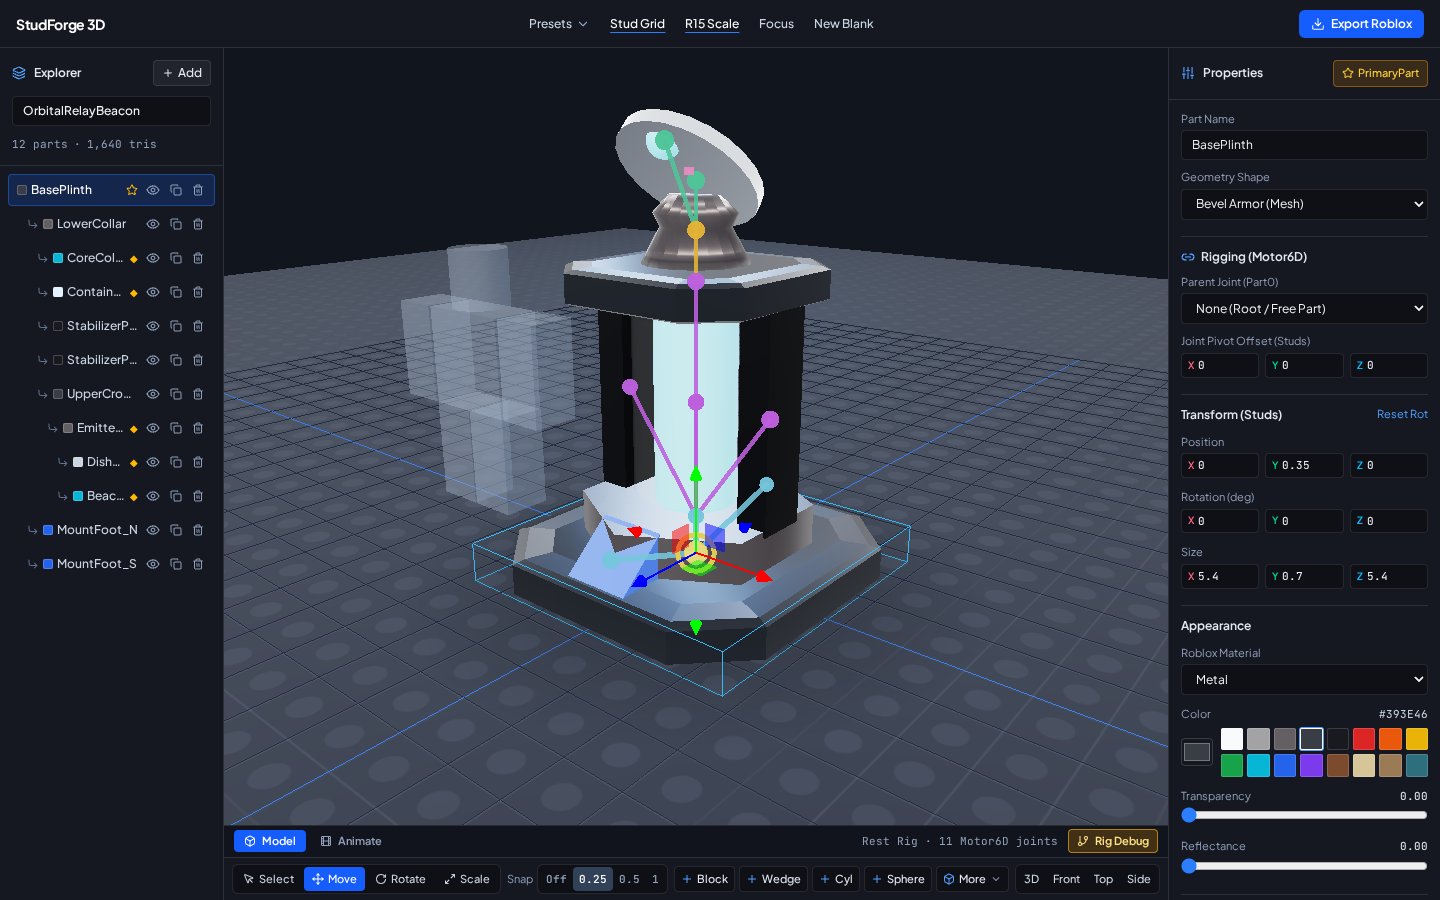 StudForge 3D
Presets
Stud Grid
R15 Scale
Focus
New Blank
Export Roblox
Explorer
Add
OrbitalRelayBeacon
12 parts · 1,640 tris
BasePlinth
LowerCollar
CoreCol...
Contain...
StabilizerP...
StabilizerP...
UpperCro...
Emitte...
Dish...
Beac...
MountFoot_N
MountFoot_S
Model
Animate
Rest Rig · 11 Motor6D joints
Rig Debug
Select
Move
Rotate
Scale
Snap
Off
0.25
0.5
1
Block
Wedge
Cyl
Sphere
More
3D
Front
Top
Side
Properties
PrimaryPart
Part Name
BasePlinth
Geometry Shape
Bevel Armor (Mesh)
Rigging (Motor6D)
Parent Joint (Part0)
None (Root / Free Part)
Joint Pivot Offset (Studs)
X 0
Y 0
Z 0
Transform (Studs)
Reset Rot
Position
X 0
Y 0.35
Z 0
Rotation (deg)
X 0
Y 0
Z 0
Size
X 5.4
Y 0.7
Z 5.4
Appearance
Roblox Material
Metal
Color
#393E46
Transparency
0.00
Reflectance
0.00